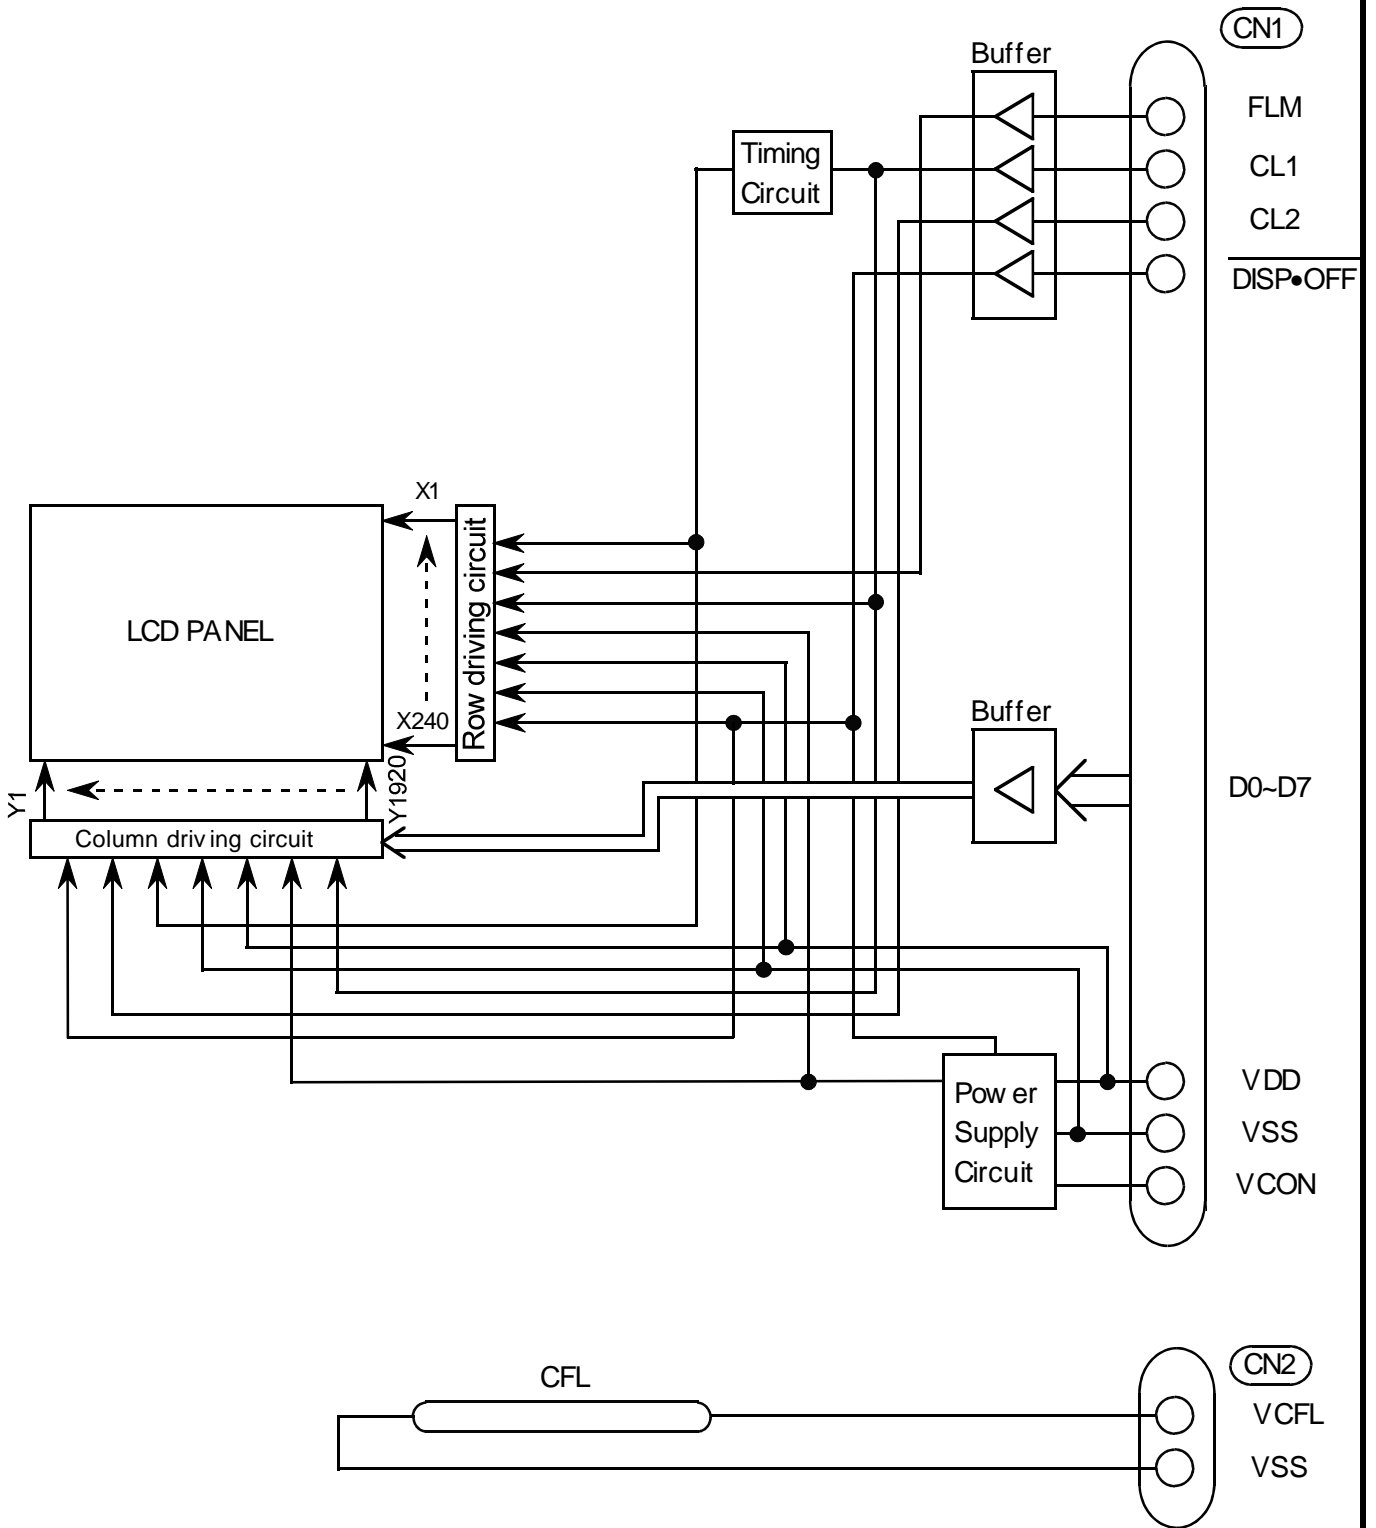 CN1
Buffer
FLM
Timing
Circuit
CL1
CL2
DISP•OFF
X1
Row driving circuit
LCD PANEL
X240
Buffer
Y1
Y1920
D0~D7
Column driving circuit
VDD
Power
Supply
Circuit
VSS
VCON
CFL
CN2
VCFL
VSS